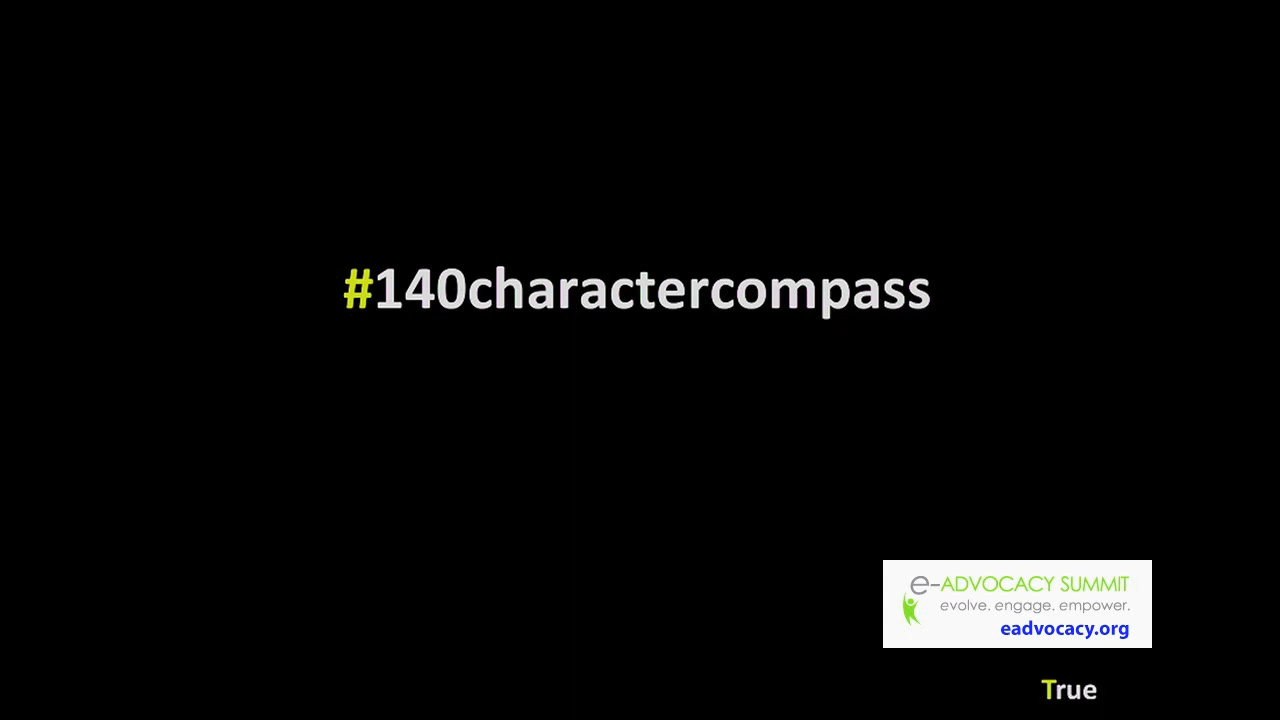 #140charactercompass
e-ADVOCACY SUMMIT
evolve. engage. empower.
eadvocacy.org
True